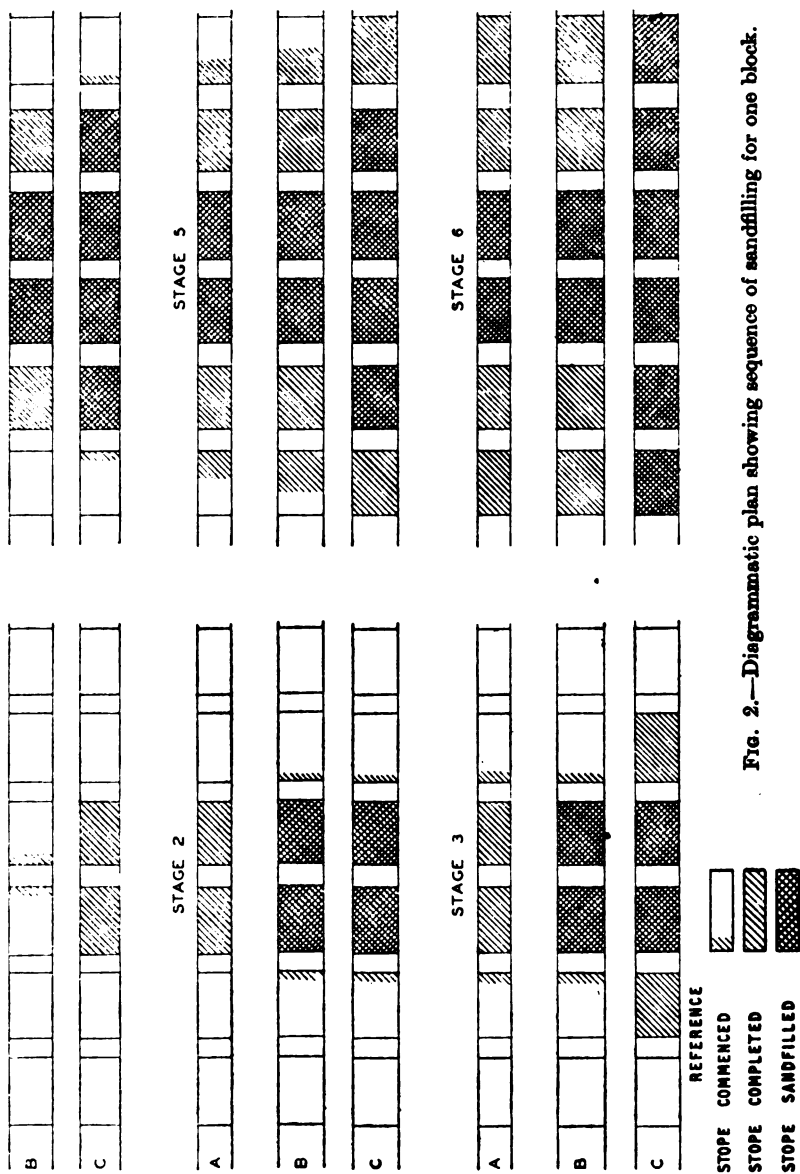 B
C
STAGE 2
A
B
C
STAGE 3
A
B
C
STAGE 5
STAGE 6
REFERENCE
STOPE COMMENCED
STOPE COMPLETED
STOPE SANDFILLED
FIG. 2.—Diagrammatic plan showing sequence of sandfilling for one block.